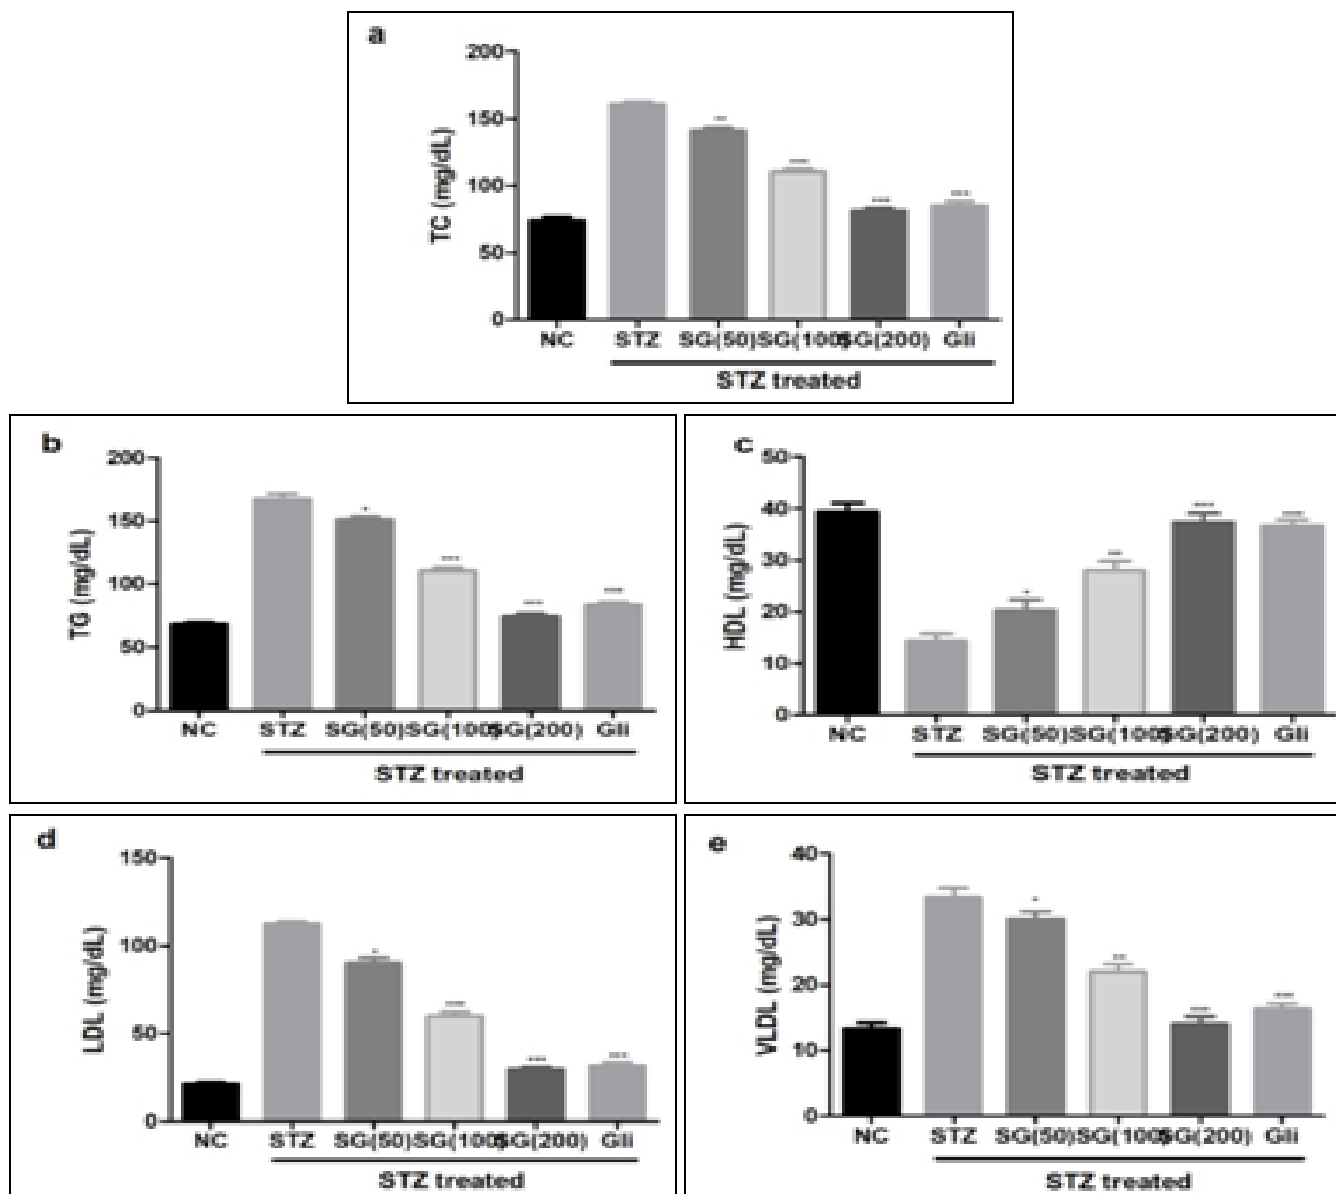 a
200
150
TC (mg/dL)
100
50
0
NC STZ SG(50) SG(100) SG(200) Gli
STZ treated
b
200
150
TG (mg/dL)
100
50
0
NC STZ SG(50) SG(100) SG(200) Gli
STZ treated
c
50
40
HDL (mg/dL)
30
20
10
0
NC STZ SG(50) SG(100) SG(200) Gli
STZ treated
d
150
100
LDL (mg/dL)
50
0
NC STZ SG(50) SG(100) SG(200) Gli
STZ treated
e
40
30
VLDL (mg/dL)
20
10
0
NC STZ SG(50) SG(100) SG(200) Gli
STZ treated